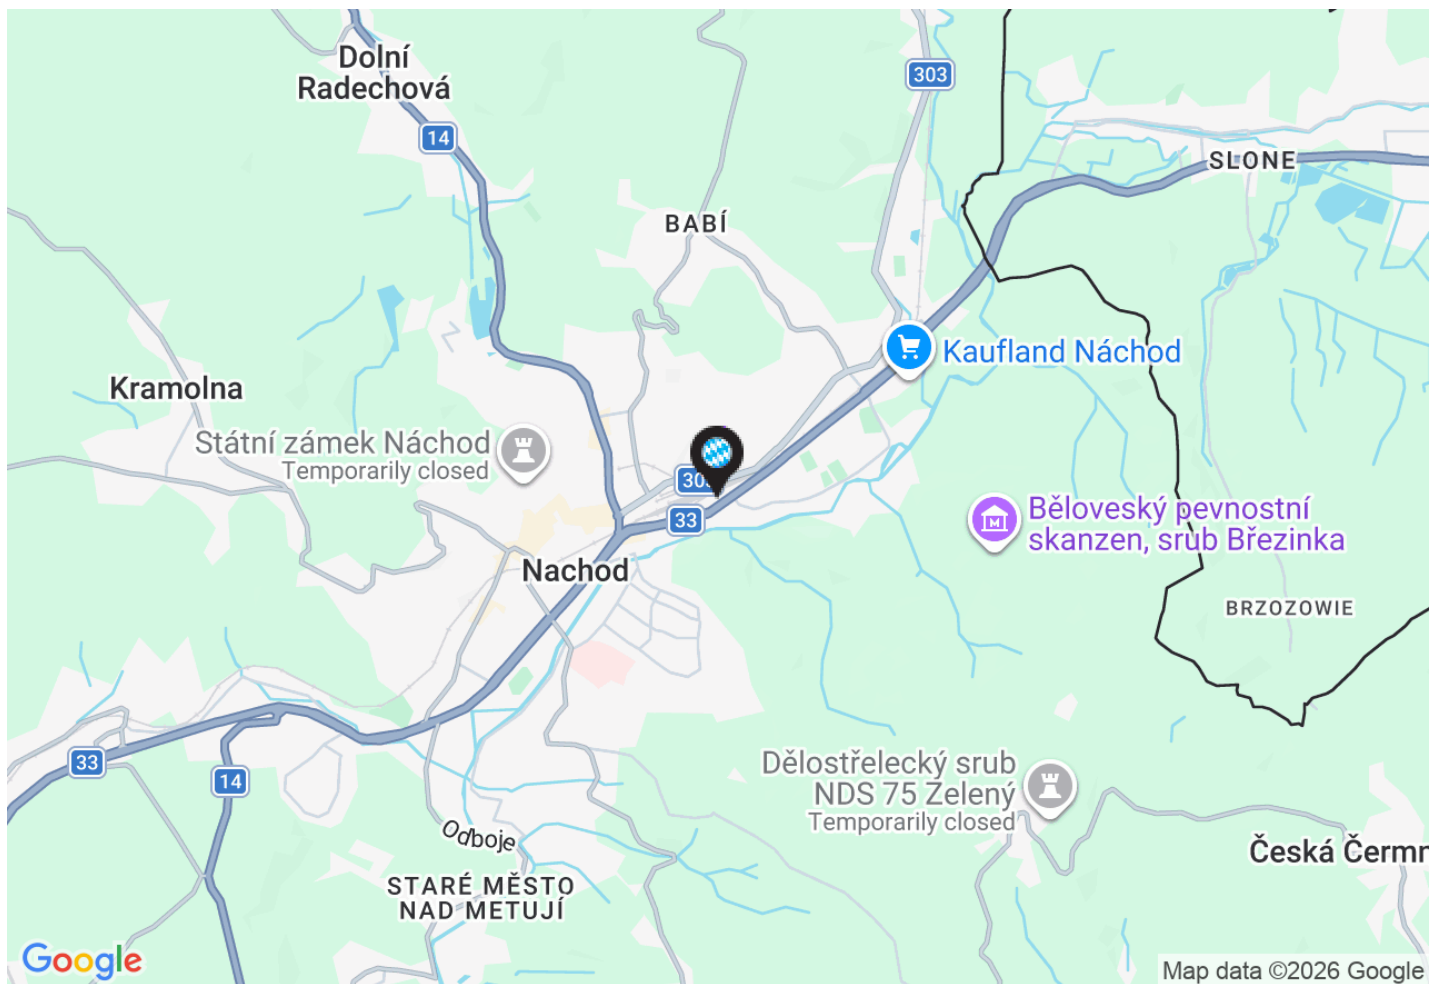 Dolní
Radechová
303
14
SLONE
BABÍ
Kaufland Náchod
Kramolna
Státní zámek Náchod
Temporarily closed
33
Běloveský pevnostní
skanzen, srub Březinka
Nachod
BRZOZOWIE
33
14
Dělostřelecký srub
NDS 75 Zelený
Temporarily closed
Odboje
Česká Čermn
STARÉ MĚSTO
NAD METUJÍ
Google
Map data ©2026 Google